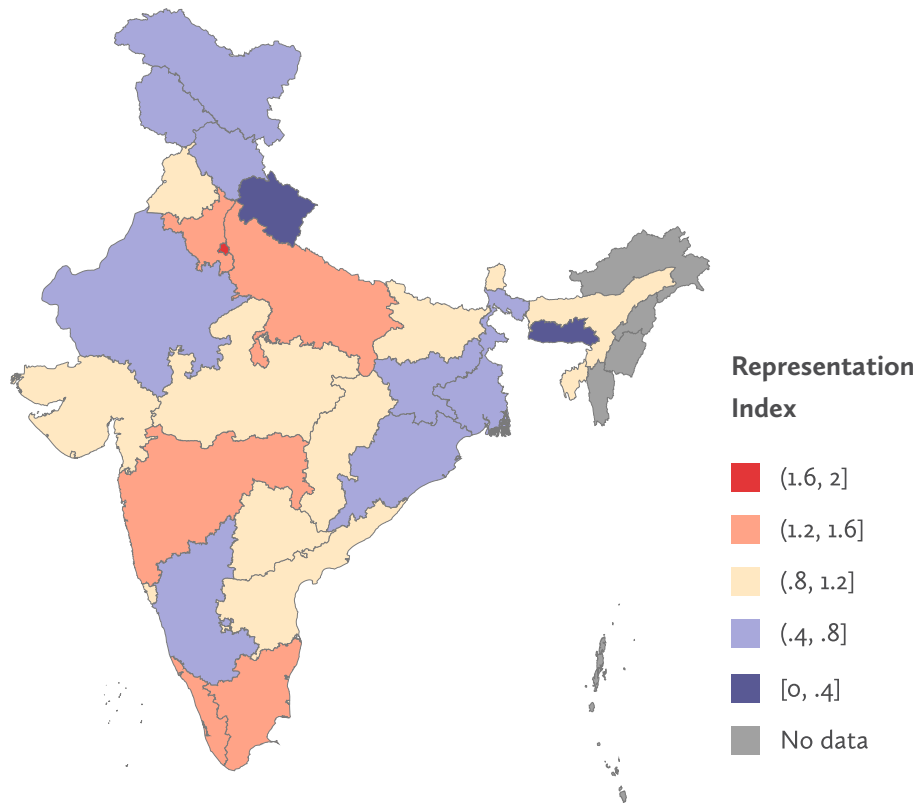 Representation
Index
(1.6, 2]
(1.2, 1.6]
(.8, 1.2]
(.4, .8]
[0, .4]
No data